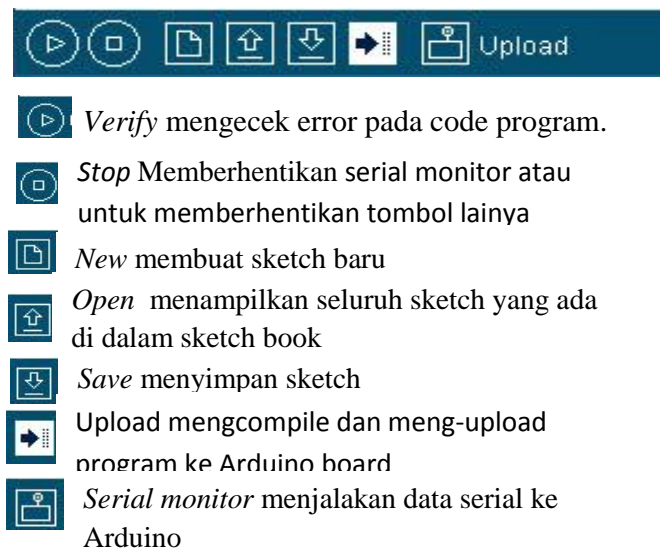 Upload
Verify mengecek error pada code program.
Stop Memberhentikan serial monitor atau
untuk memberhentikan tombol lainya
New membuat sketch baru
Open menampilkan seluruh sketch yang ada
di dalam sketch book
Save menyimpan sketch
Upload mengcompile dan meng-upload
program ke Arduino board
Serial monitor menjalakan data serial ke
Arduino